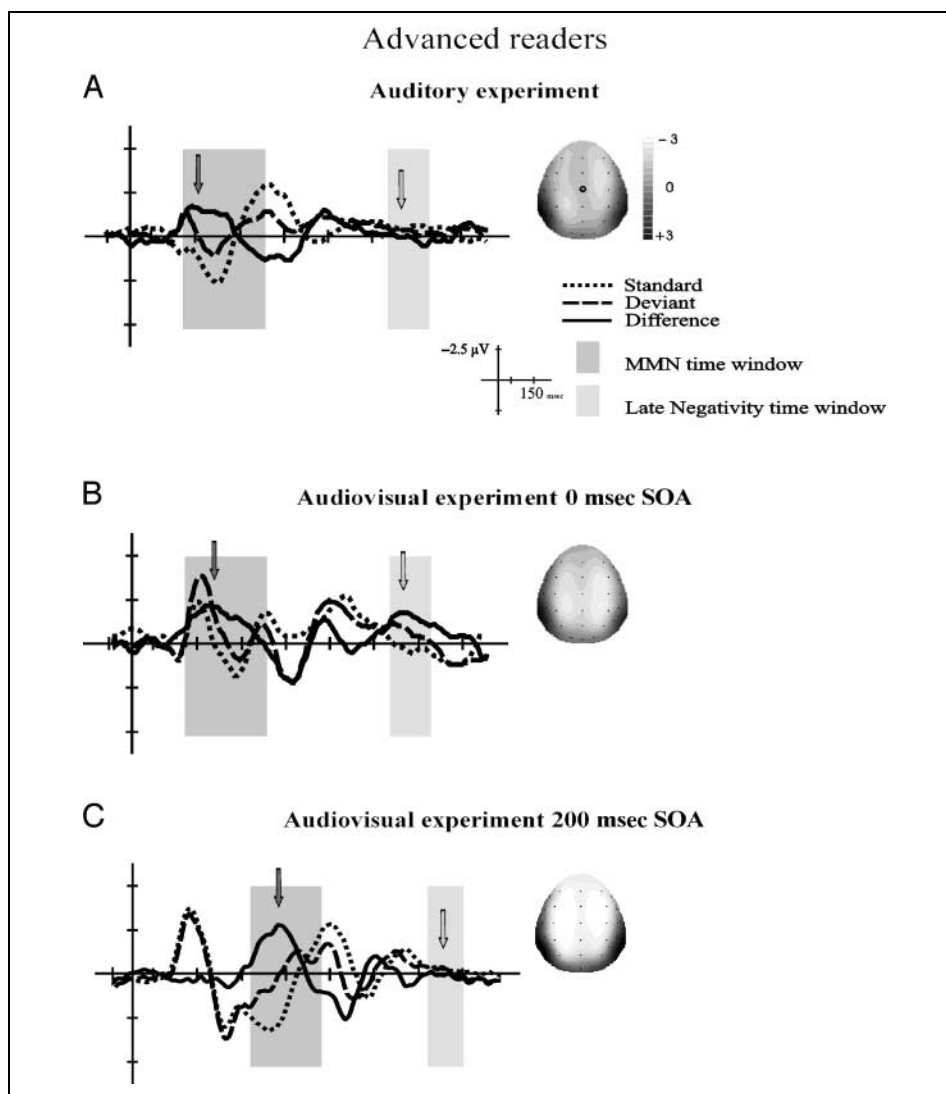 Advanced readers
A
Auditory experiment
− 3
0
+3
Standard
Deviant
Difference
−2.5 µV
150 msec
MMN time window
Late Negativity time window
B
Audiovisual experiment 0 msec SOA
C
Audiovisual experiment 200 msec SOA